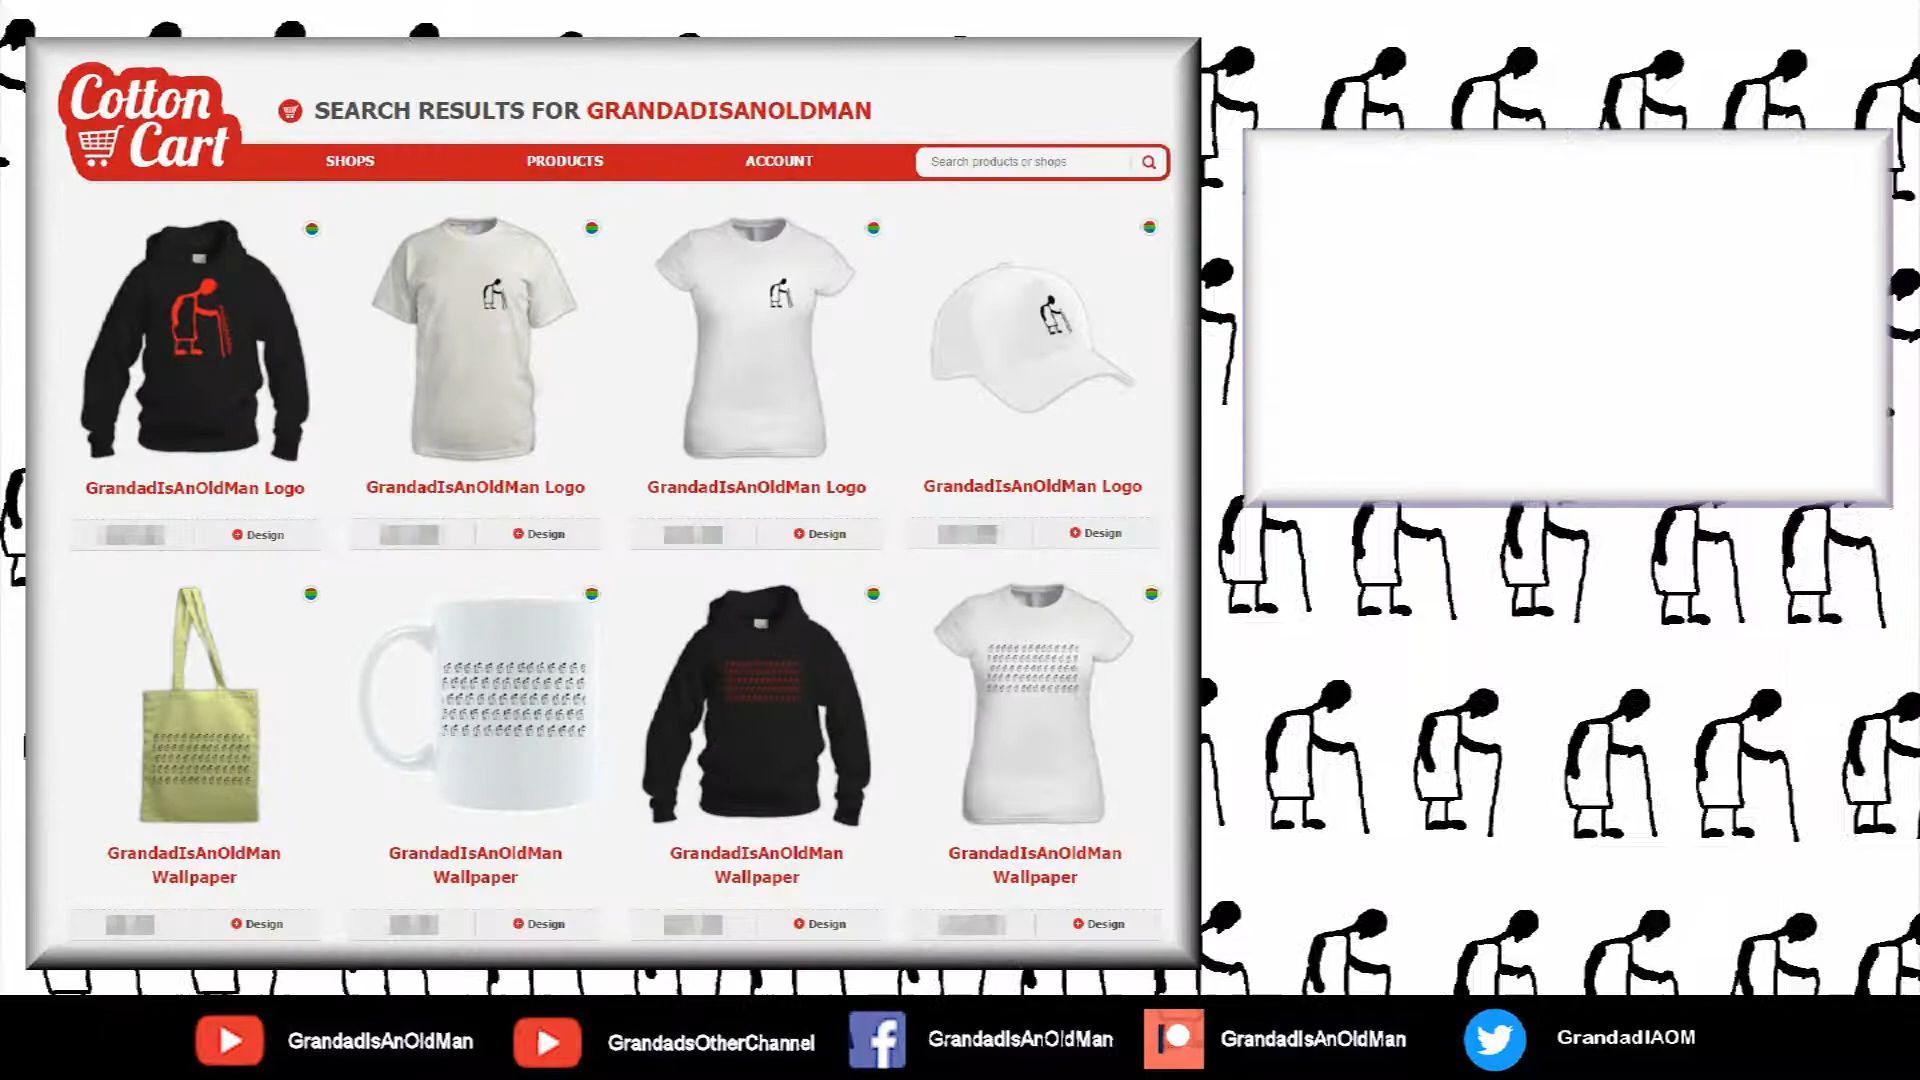 Cotton
Cart
SEARCH RESULTS FOR GRANDADISANOLDMAN
SHOPS
PRODUCTS
ACCOUNT
Search products or shops
GrandadIsAnOldMan Logo
GrandadIsAnOldMan Logo
GrandadIsAnOldMan Logo
GrandadIsAnOldMan Logo
Design
Design
Design
Design
GrandadIsAnOldMan
Wallpaper
GrandadIsAnOldMan
Wallpaper
GrandadIsAnOldMan
Wallpaper
GrandadIsAnOldMan
Wallpaper
Design
Design
Design
Design
GrandadIsAnOldMan
GrandadsOtherChannel
GrandadIsAnOldMan
GrandadIsAnOldMan
GrandadIAOM